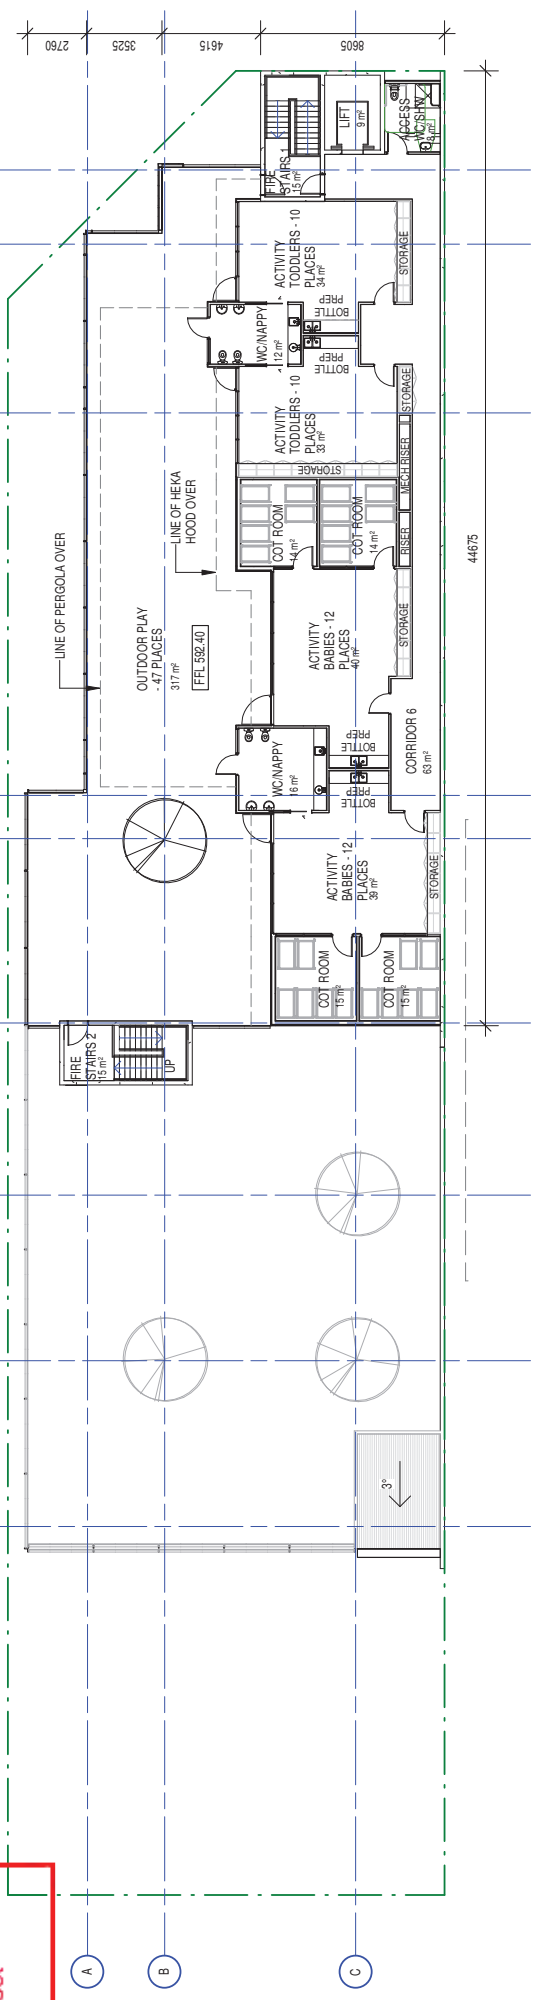 2760
3525
4615
8605
FIRE
STAIRS 1
15 m²
LIFT
9 m²
ACCESS
WC/SHW
8 m²
ACTIVITY
TODDLERS - 10
PLACES
34 m²
STORAGE
BOTTLE
PREP
WC/NAPPY
12 m²
BOTTLE
PREP
ACTIVITY
TODDLERS - 10
PLACES
33 m²
STORAGE
STORAGE
MECH RISER
RISER
LINE OF HEKA
HOOD OVER
COT ROOM
14 m²
COT ROOM
14 m²
44675
LINE OF PERGOLA OVER
OUTDOOR PLAY
- 47 PLACES
317 m²
FFL 592.40
ACTIVITY
BABIES - 12
PLACES
40 m²
STORAGE
BOTTLE
PREP
WC/NAPPY
16 m²
BOTTLE
PREP
CORRIDOR 6
63 m²
ACTIVITY
BABIES - 12
PLACES
39 m²
STORAGE
COT ROOM
15 m²
COT ROOM
15 m²
FIRE
STAIRS 2
15 m²
UP
3°
A
B
C